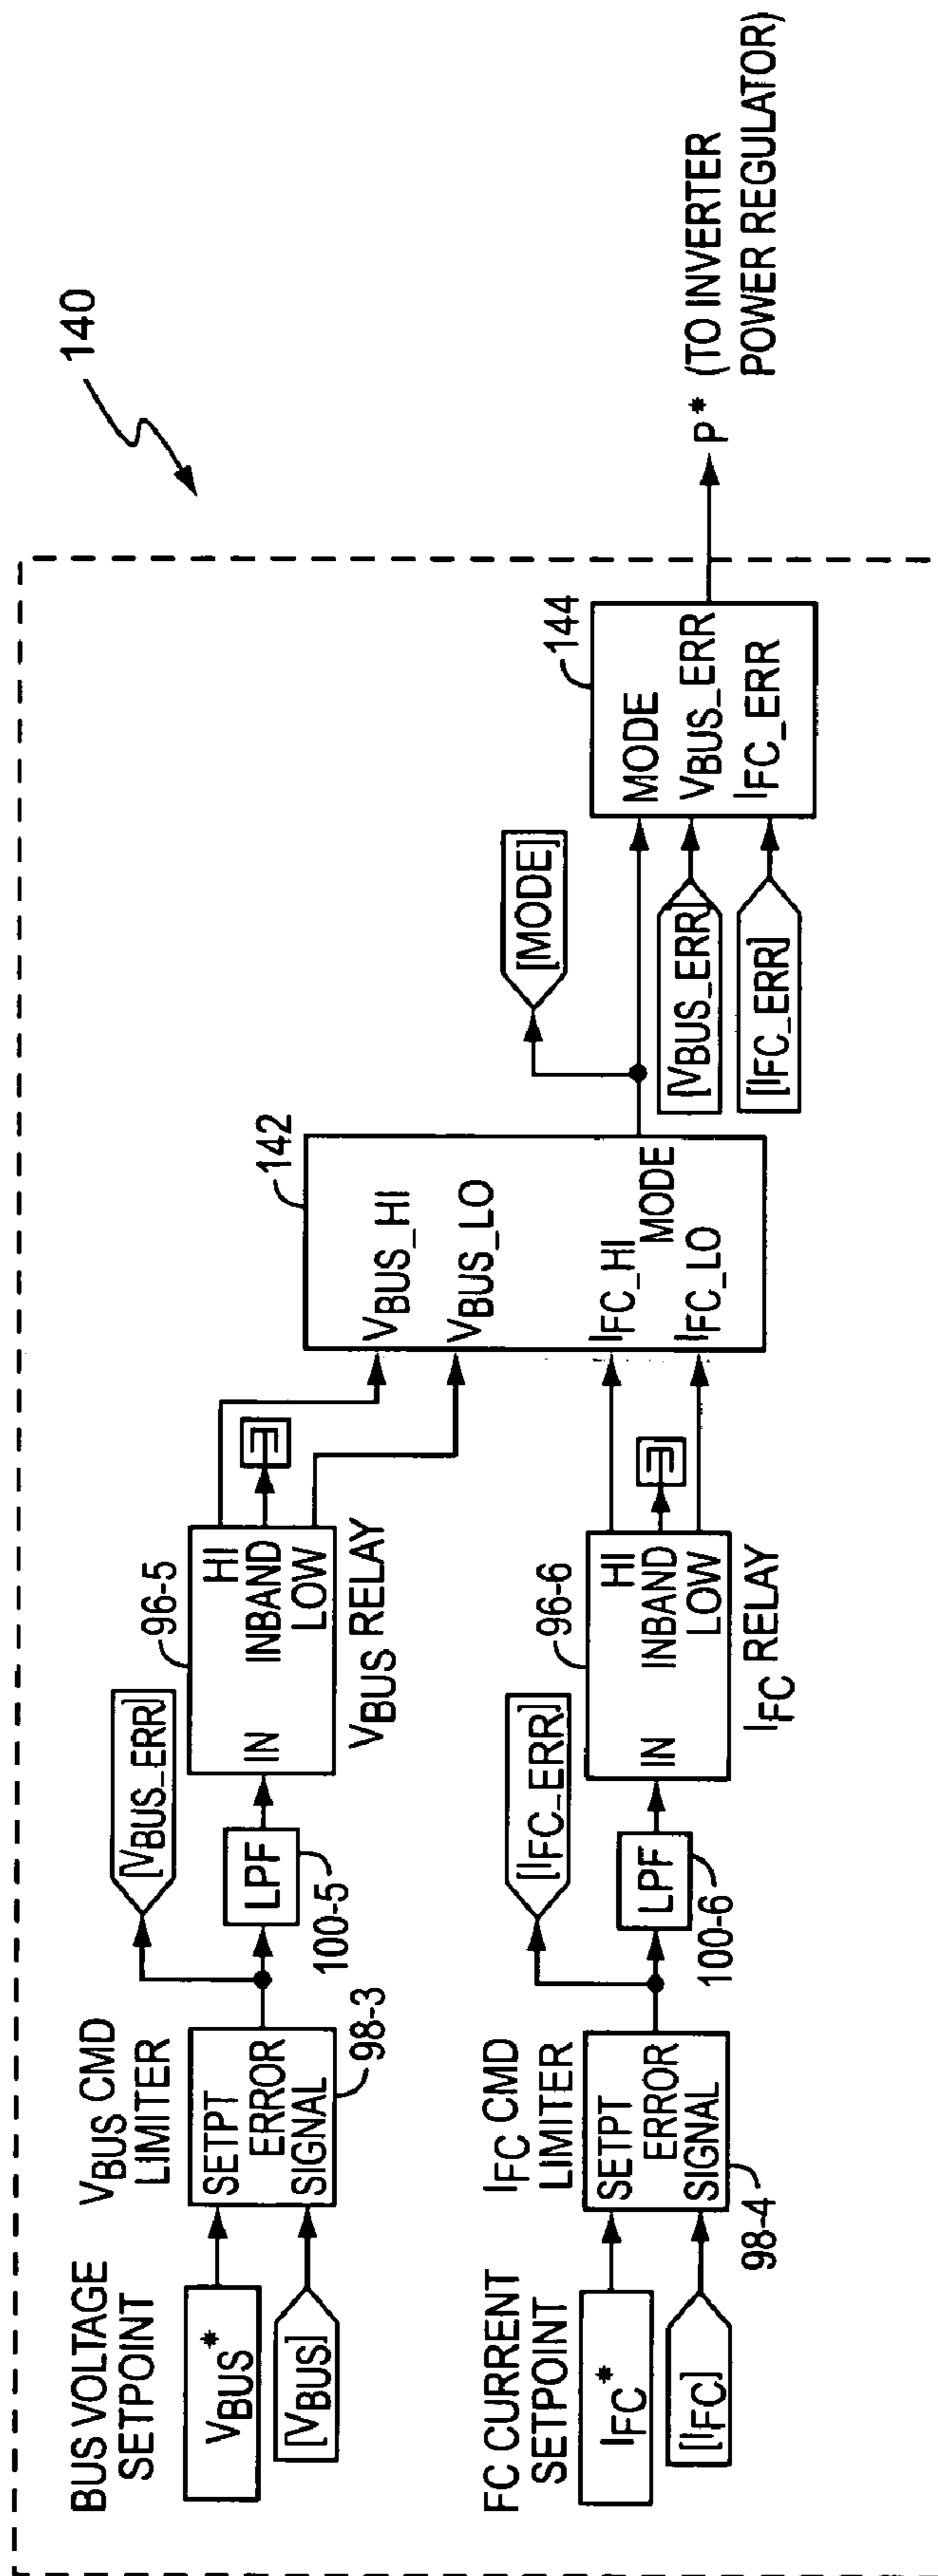 140
BUS VOLTAGE
SETPOINT
VBUS*
[VBUS]
VBUS CMD
LIMITER
SETPT
ERROR
SIGNAL
98-3
[VBUS_ERR]
LPF
100-5
96-5
IN
HI
INBAND
LOW
VBUS RELAY
FC CURRENT
SETPOINT
IFC*
[IFC]
IFC CMD
LIMITER
SETPT
ERROR
SIGNAL
98-4
[IFC_ERR]
LPF
100-6
96-6
IN
HI
INBAND
LOW
IFC RELAY
142
VBUS_HI
VBUS_LO
IFC_HI
MODE
IFC_LO
[MODE]
[VBUS_ERR]
[IFC_ERR]
144
MODE
VBUS_ERR
IFC_ERR
P* (TO INVERTER
POWER REGULATOR)